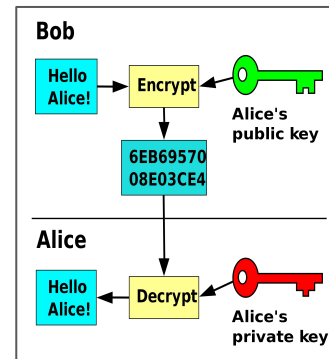 Bob
Hello
Alice!
Encrypt
Alice's
public key
6EB69570
08E03CE4
Alice
Hello
Alice!
Decrypt
Alice's
private key